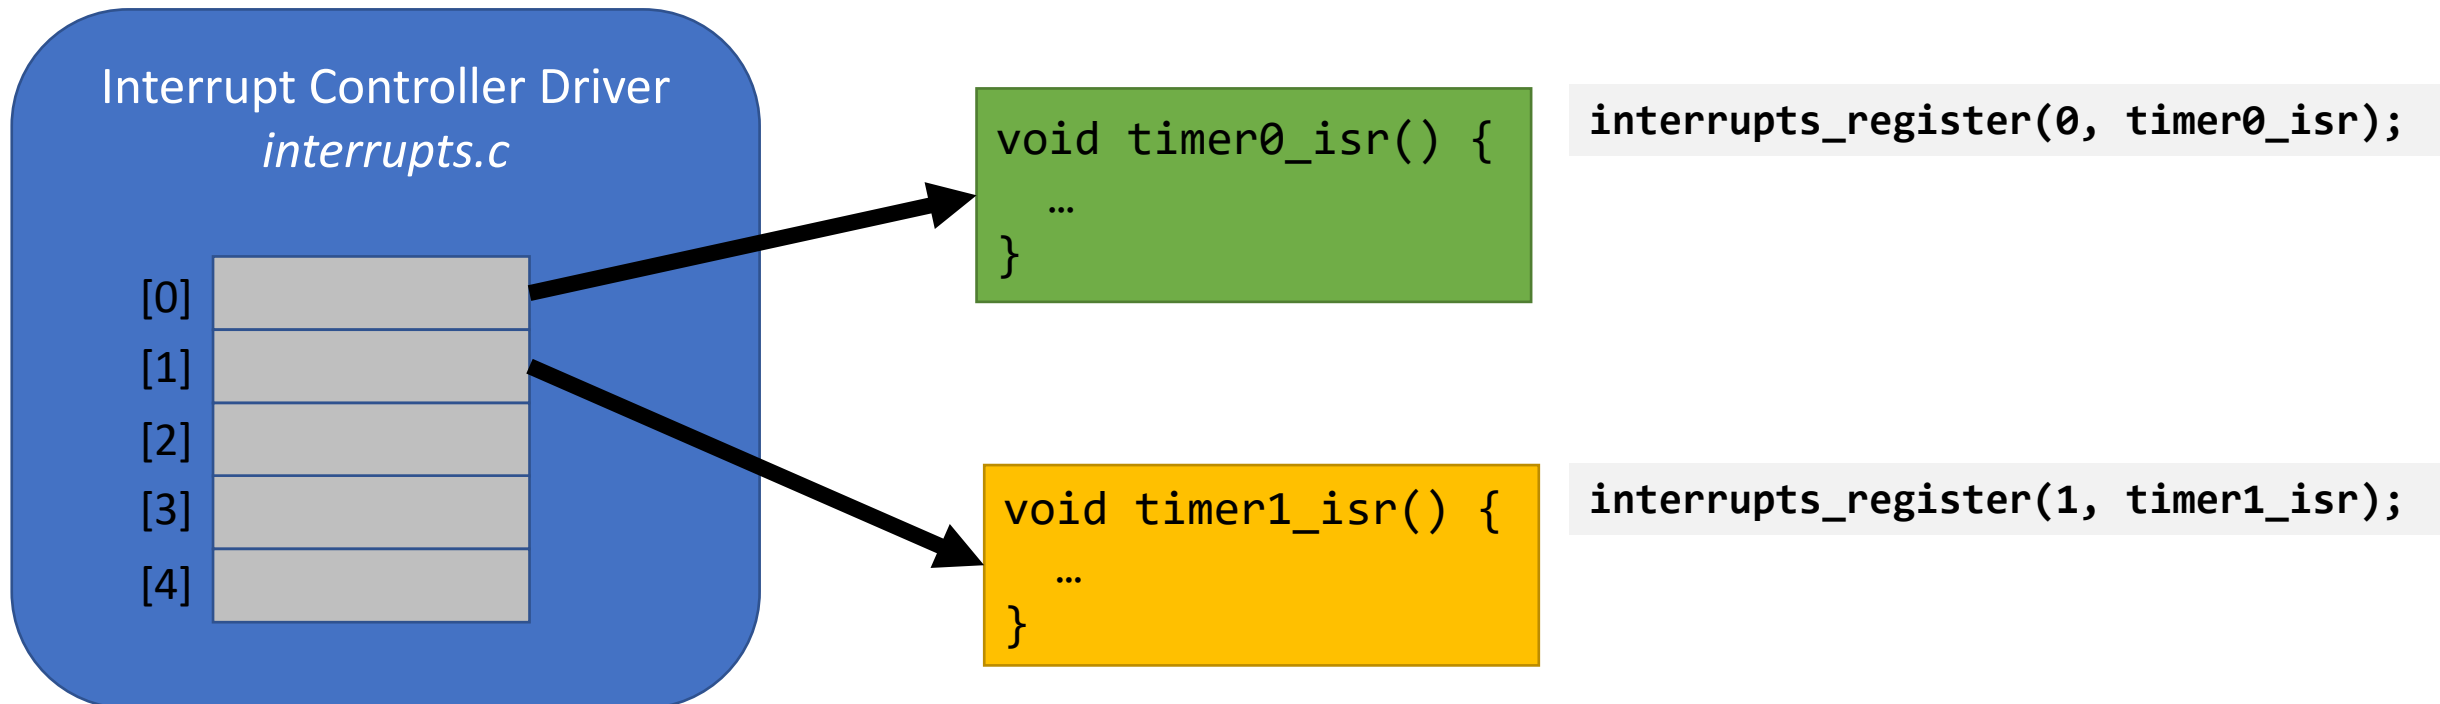 Interrupt Controller Driver
interrupts.c
[0]
[1]
[2]
[3]
[4]
void timer0_isr() {
…
}
interrupts_register(0, timer0_isr);
void timer1_isr() {
…
}
interrupts_register(1, timer1_isr);